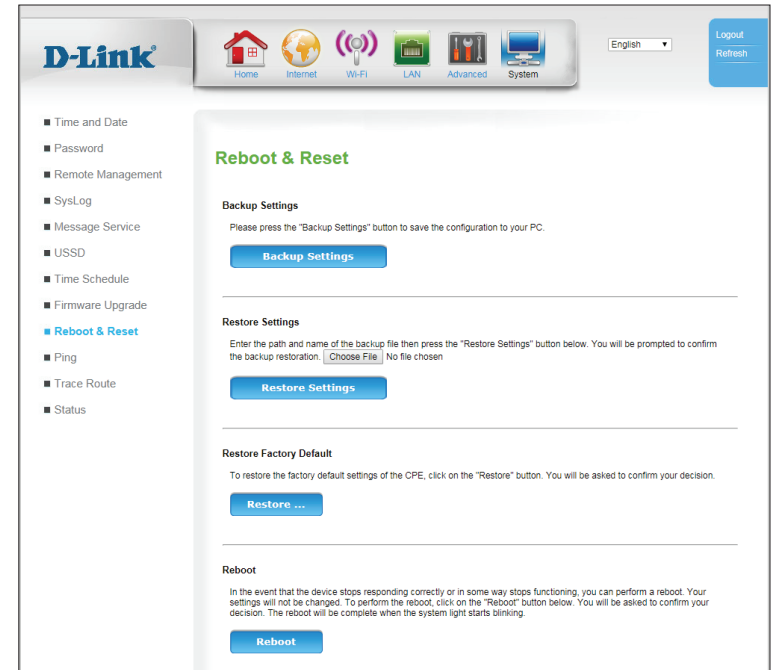 D-Link
Home Internet Wi-Fi LAN Advanced System
English
Logout
Refresh
Time and Date
Password
Remote Management
SysLog
Message Service
USSD
Time Schedule
Firmware Upgrade
Reboot & Reset
Ping
Trace Route
Status
Reboot & Reset
Backup Settings
Please press the "Backup Settings" button to save the configuration to your PC.
Backup Settings
Restore Settings
Enter the path and name of the backup file then press the "Restore Settings" button below. You will be prompted to confirm
the backup restoration. Choose File No file chosen
Restore Settings
Restore Factory Default
To restore the factory default settings of the CPE, click on the "Restore" button. You will be asked to confirm your decision.
Restore ...
Reboot
In the event that the device stops responding correctly or in some way stops functioning, you can perform a reboot. Your
settings will not be changed. To perform the reboot, click on the "Reboot" button below. You will be asked to confirm your
decision. The reboot will be complete when the system light starts blinking.
Reboot